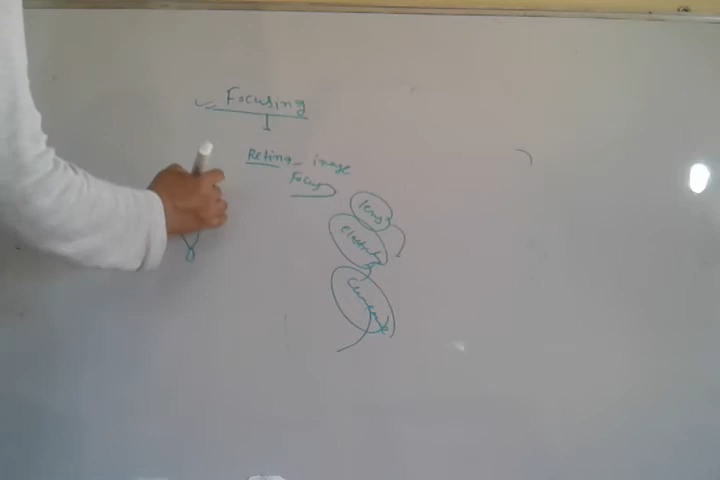 Focusing
Retina - image
Focus
lens
elasticity